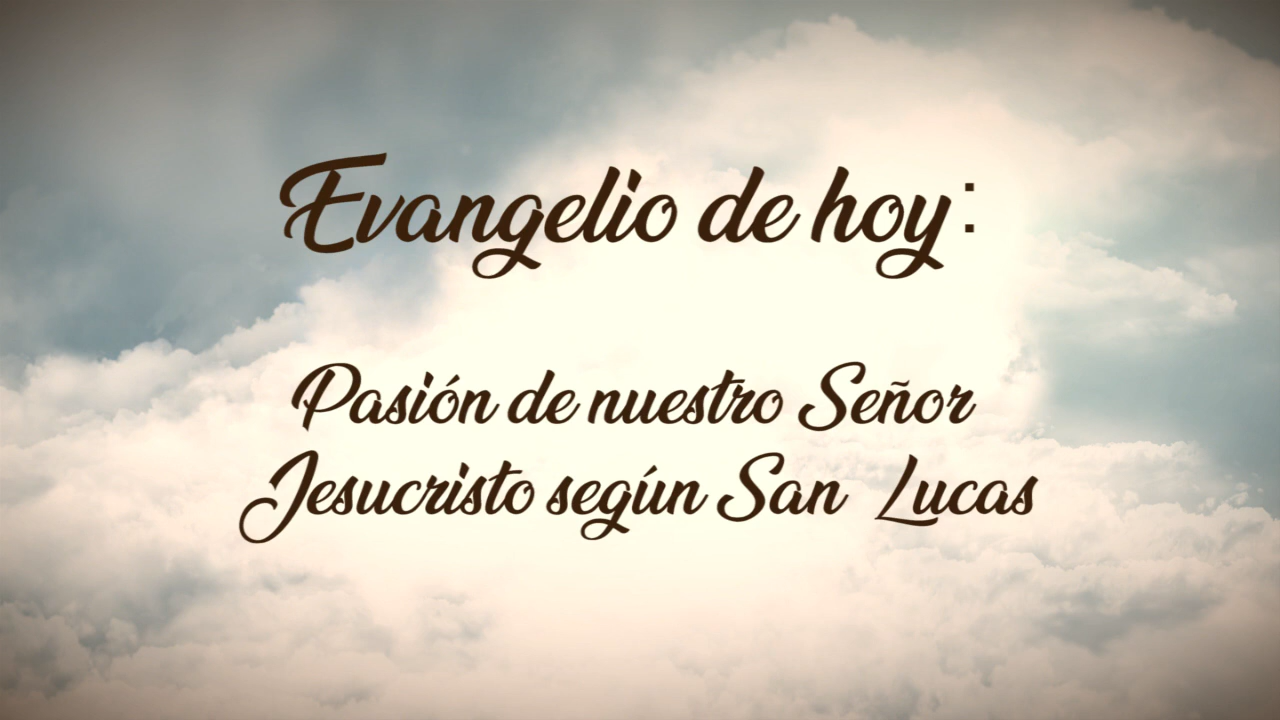 Evangelio de hoy:
Pasión de nuestro Señor
Jesucristo según San Lucas